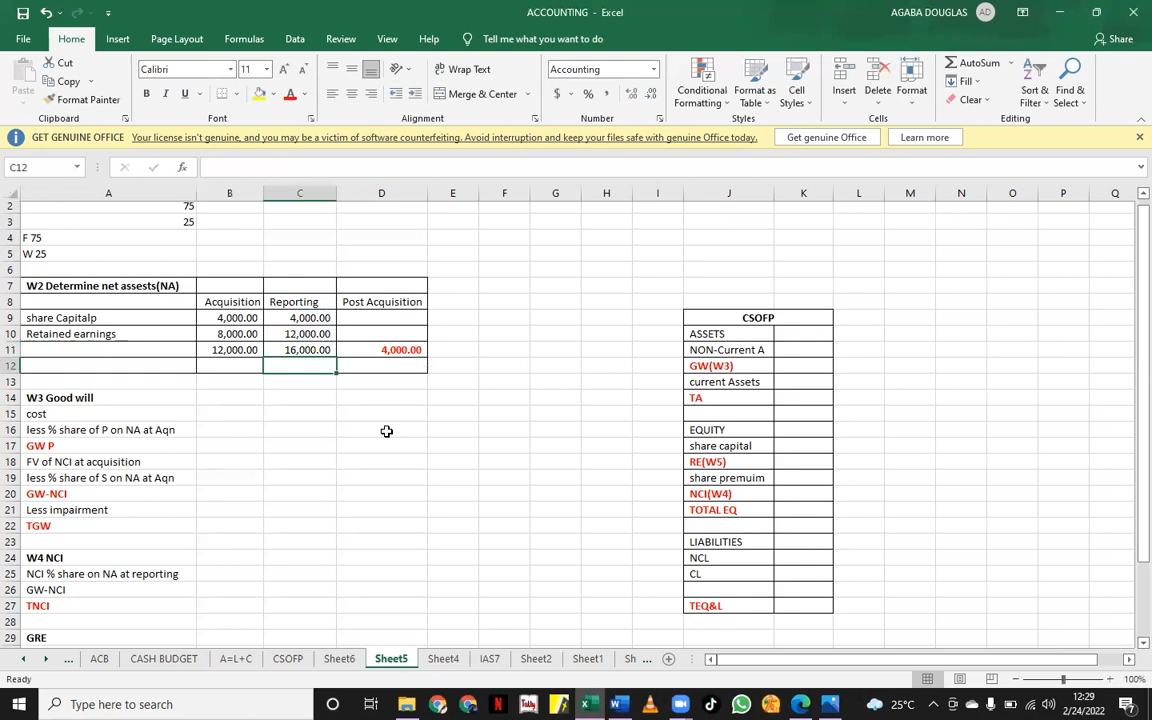 ACCOUNTING - Excel
AGABA DOUGLAS AD
File Home Insert Page Layout Formulas Data Review View Help Tell me what you want to do Share
Paste
Cut
Copy
Format Painter
Clipboard
Calibri 11
B I U
Font
Wrap Text
Merge & Center
Alignment
Accounting
$ % ,
Number
Conditional Formatting
Format as Table
Cell Styles
Styles
Insert Delete Format
Cells
AutoSum
Fill
Clear
Sort & Filter
Find & Select
Editing
GET GENUINE OFFICE Your license isn't genuine, and you may be a victim of software counterfeiting. Avoid interruption and keep your files safe with genuine Office today. Get genuine Office Learn more
C12 fx
A B C D E F G H I J K L M N O P Q
2 75
3 25
4 F 75
5 W 25
6
7 W2 Determine net assests(NA)
8 Acquisition Reporting Post Acquisition
9 share Capitalp 4,000.00 4,000.00 CSOFP
10 Retained earnings 8,000.00 12,000.00 ASSETS
11 12,000.00 16,000.00 4,000.00 NON-Current A
12 GW(W3)
13 current Assets
14 W3 Good will TA
15 cost
16 less % share of P on NA at Aqn EQUITY
17 GW P share capital
18 FV of NCI at acquisition RE(W5)
19 less % share of S on NA at Aqn share premuim
20 GW-NCI NCI(W4)
21 Less impairment TOTAL EQ
22 TGW
23 LIABILITIES
24 W4 NCI NCL
25 NCI % share on NA at reporting CL
26 GW-NCI
27 TNCI TEQ&L
28
29 GRE
... ACB CASH BUDGET A=L+C CSOFP Sheet6 Sheet5 Sheet4 IAS7 Sheet2 Sheet1 Sh ...
Ready 100%
Type here to search 25°C 12:29
2/24/2022